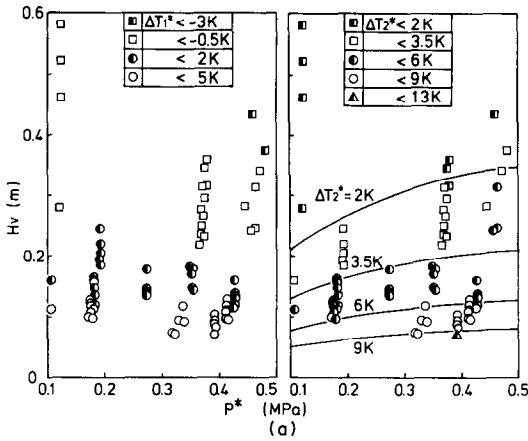 0.6
0.4
0.2
0
Hv (m)
ΔT₁* < -3K
< -0.5K
< 2K
< 5K
ΔT₂* < 2K
< 3.5K
< 6K
< 9K
< 13K
ΔT₂* = 2K
3.5K
6K
9K
0.1 0.2 0.3 0.4 0.5
0.1 0.2 0.3 0.4 0.5
P* (MPa)
(a)